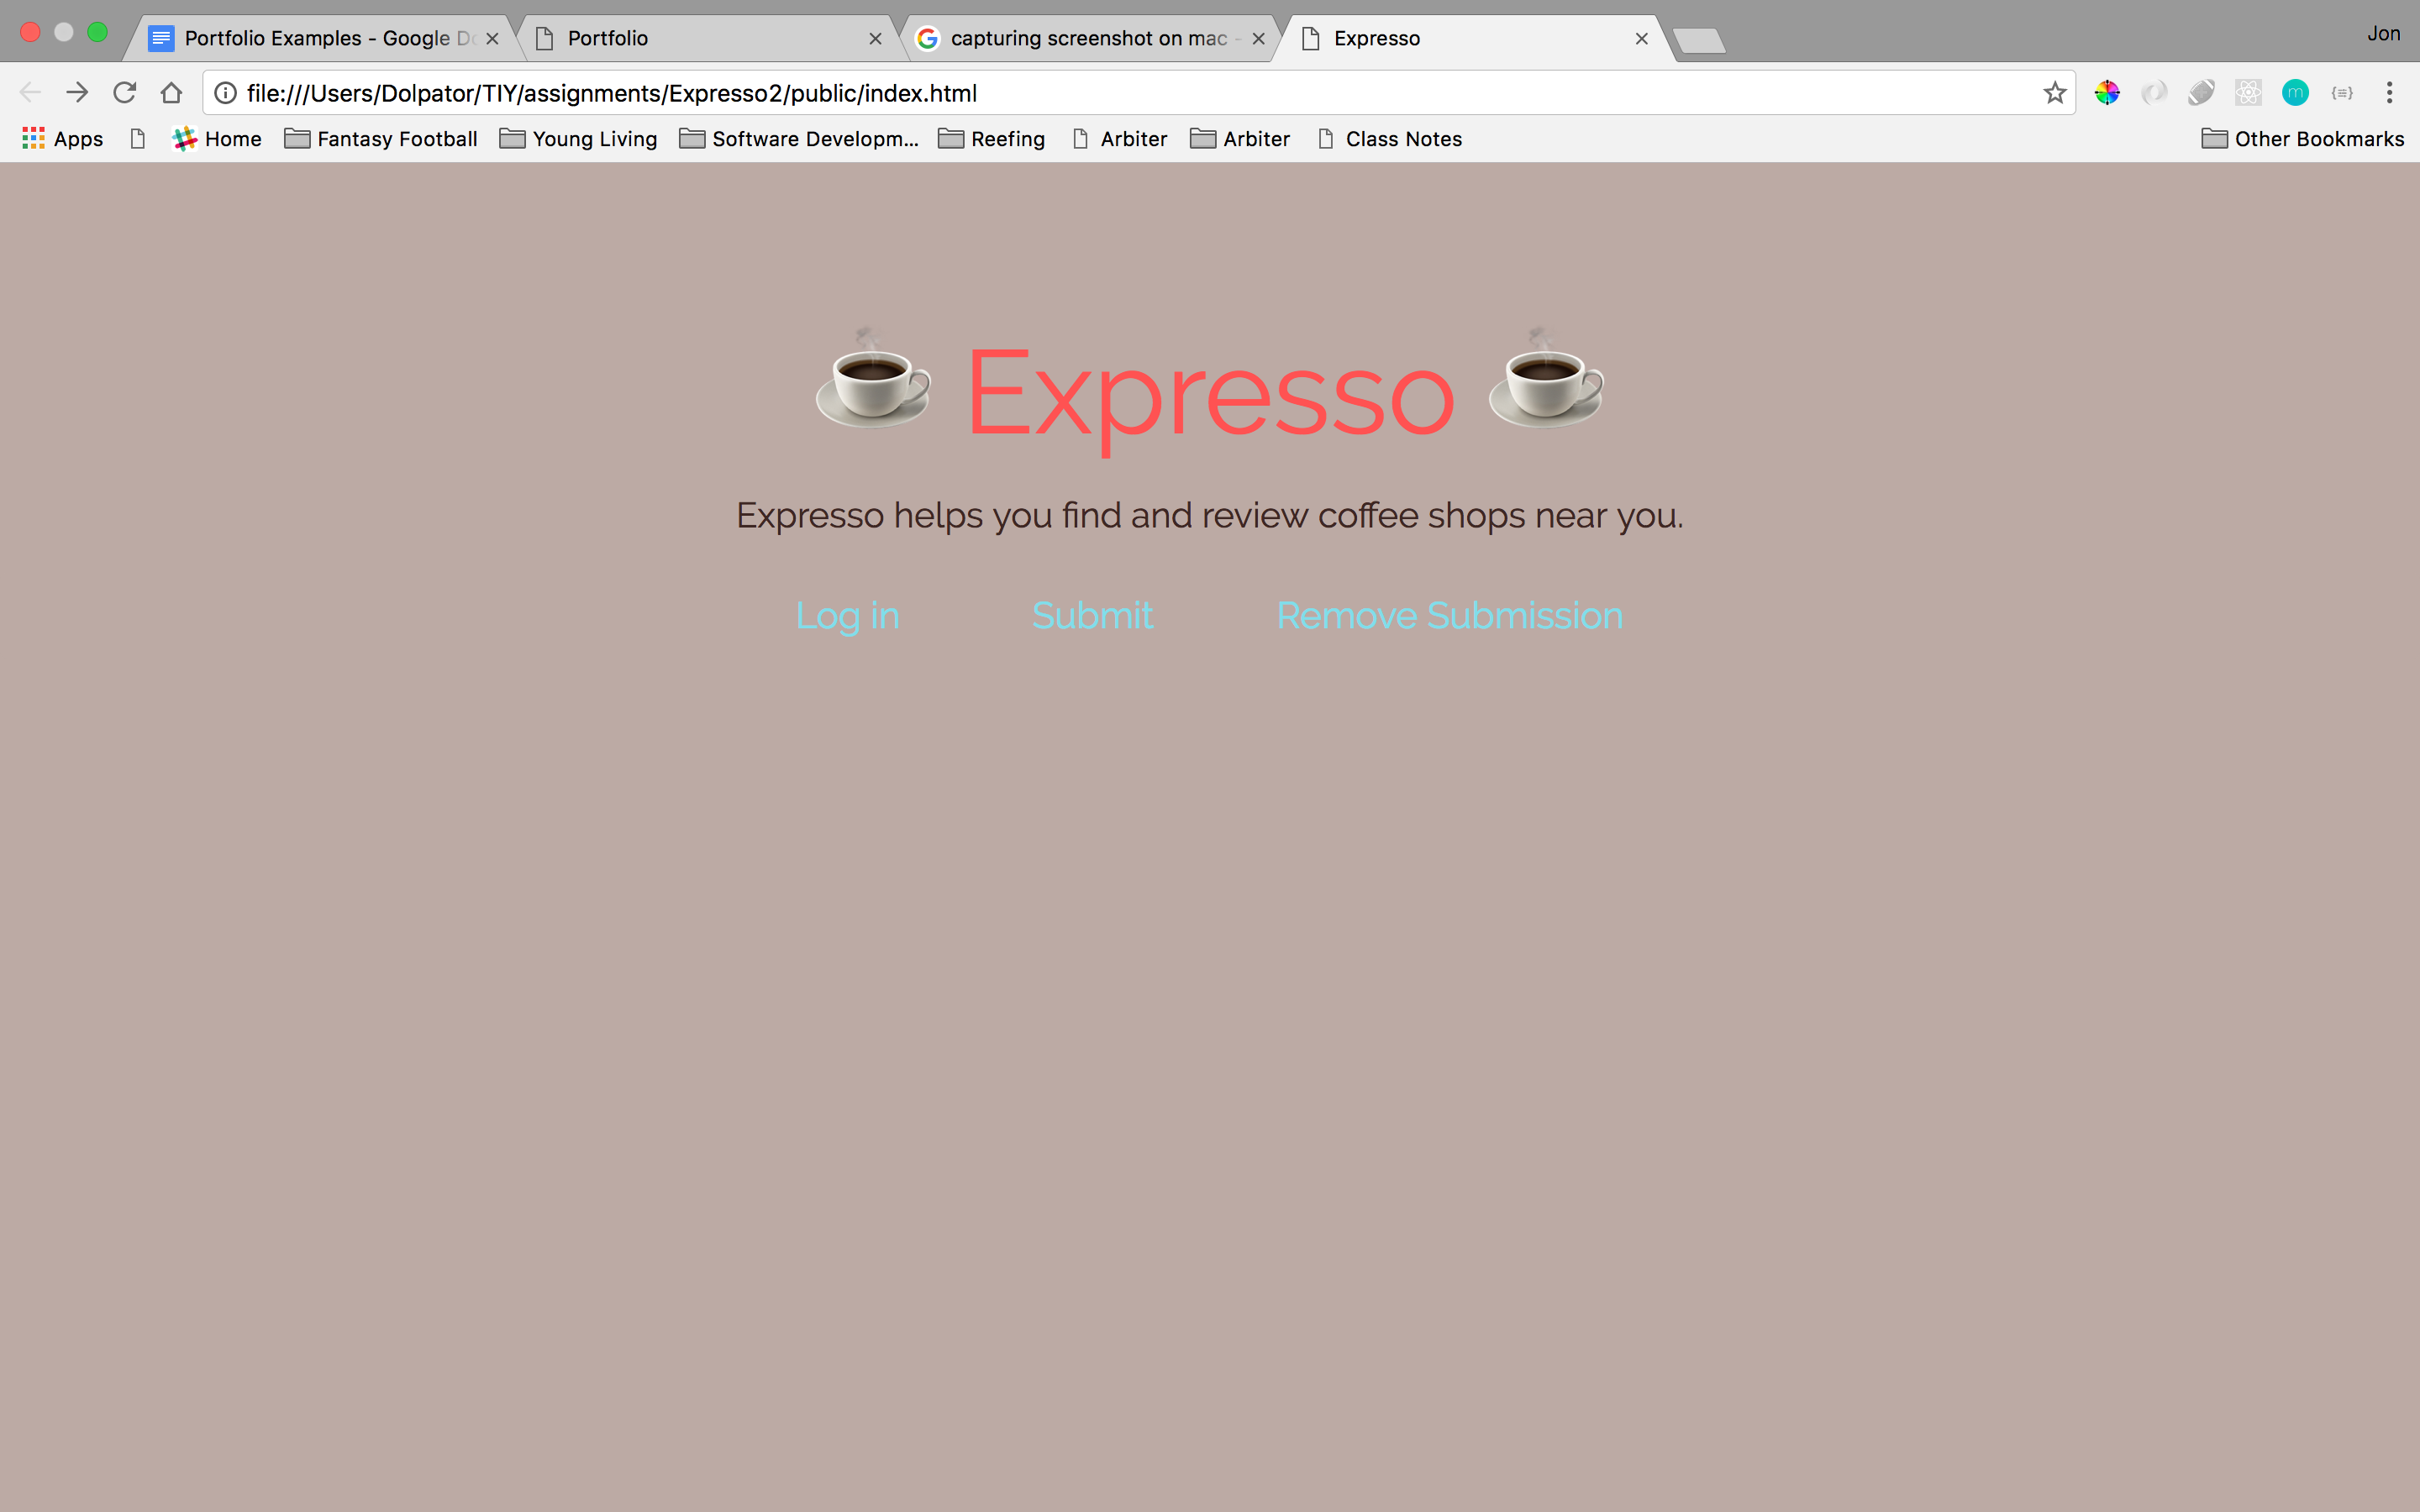 Portfolio Examples - Google Do
Portfolio
capturing screenshot on mac -
Expresso
Jon
file:///Users/Dolpator/TIY/assignments/Expresso2/public/index.html
m
{≡}
Apps
Home
Fantasy Football
Young Living
Software Developm...
Reefing
Arbiter
Arbiter
Class Notes
Other Bookmarks
Expresso
Expresso helps you find and review coffee shops near you.
Log in
Submit
Remove Submission